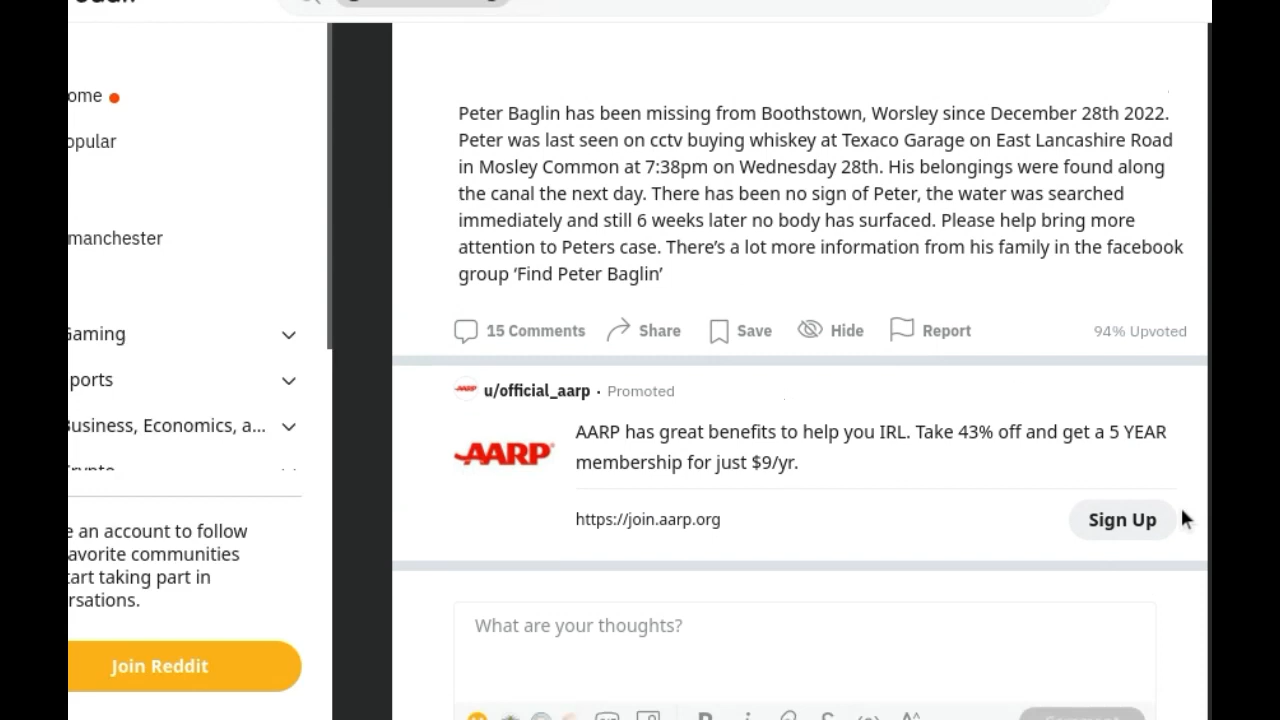 ome
opular
manchester
Gaming
ports
Business, Economics, a...
Crypto
e an account to follow
avorite communities
tart taking part in
rsations.
Join Reddit
Peter Baglin has been missing from Boothstown, Worsley since December 28th 2022.
Peter was last seen on cctv buying whiskey at Texaco Garage on East Lancashire Road
in Mosley Common at 7:38pm on Wednesday 28th. His belongings were found along
the canal the next day. There has been no sign of Peter, the water was searched
immediately and still 6 weeks later no body has surfaced. Please help bring more
attention to Peters case. There’s a lot more information from his family in the facebook
group ‘Find Peter Baglin’
15 Comments Share Save Hide Report 94% Upvoted
u/official_aarp · Promoted
AARP
AARP has great benefits to help you IRL. Take 43% off and get a 5 YEAR
membership for just $9/yr.
https://join.aarp.org Sign Up
What are your thoughts?